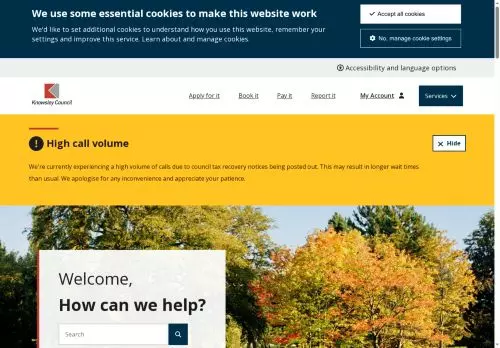 We use some essential cookies to make this website work
We'd like to set additional cookies to understand how you use this website, remember your
settings and improve this service. Learn about and manage cookies.
Accept all cookies
No, manage cookie settings
Accessibility and language options
Knowsley Council
Apply for it
Book it
Pay it
Report it
My Account
Services
High call volume
Hide
We're currently experiencing a high volume of calls due to council tax recovery notices being posted out. This may result in longer wait times
than usual. We apologise for any inconvenience and appreciate your patience.
Welcome,
How can we help?
Search